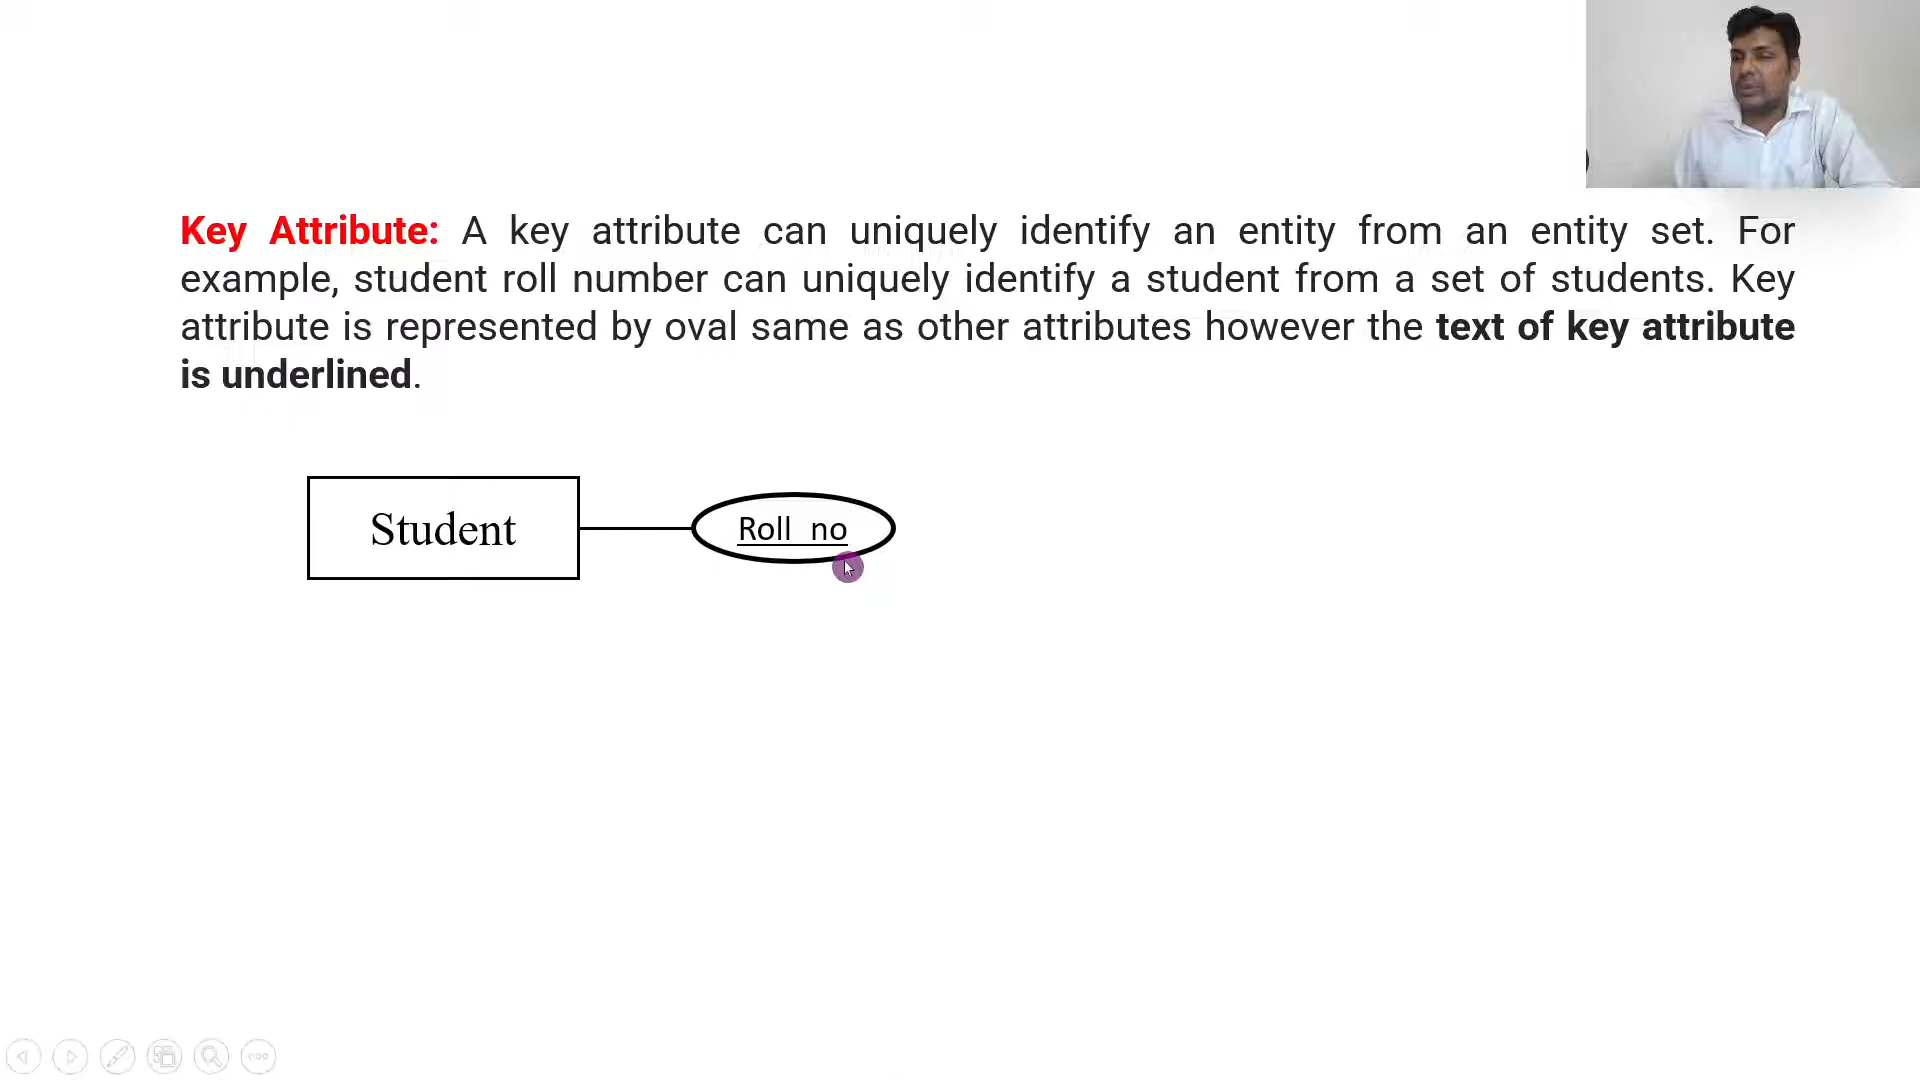 Key Attribute: A key attribute can uniquely identify an entity from an entity set. For
example, student roll number can uniquely identify a student from a set of students. Key
attribute is represented by oval same as other attributes however the text of key attribute
is underlined.
Student
Roll no